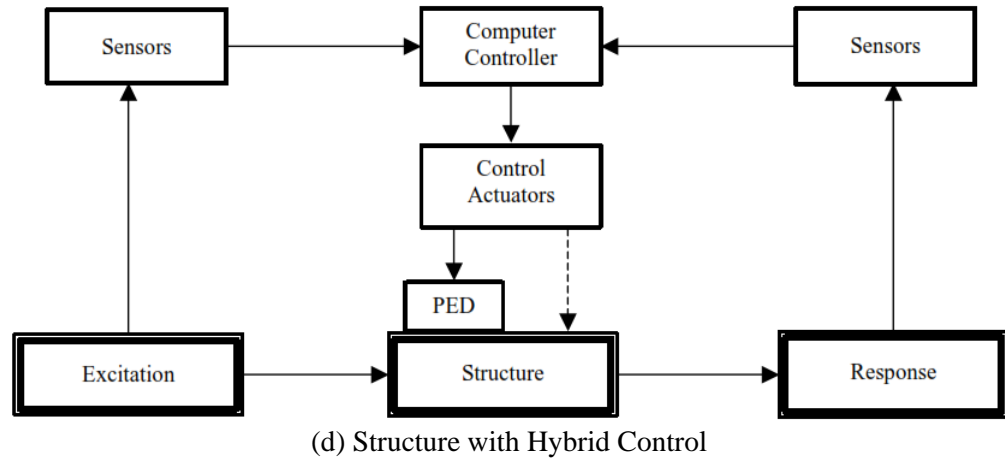 Sensors
Computer
Controller
Sensors
Control
Actuators
PED
Excitation
Structure
Response
(d) Structure with Hybrid Control